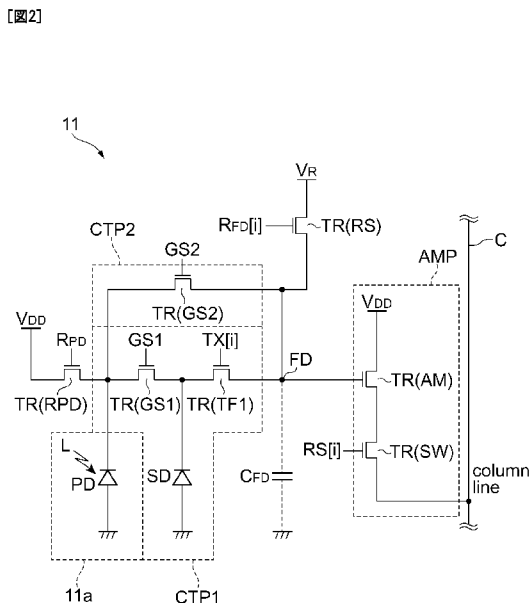 [図2]
11
VR
RFD[i]
TR(RS)
C
CTP2
GS2
AMP
TR(GS2)
VDD
VDD
RPD
GS1
TX[i]
FD
TR(RPD)
TR(GS1)
TR(TF1)
TR(AM)
L
PD
SD
CFD
RS[i]
TR(SW)
column
line
11a
CTP1